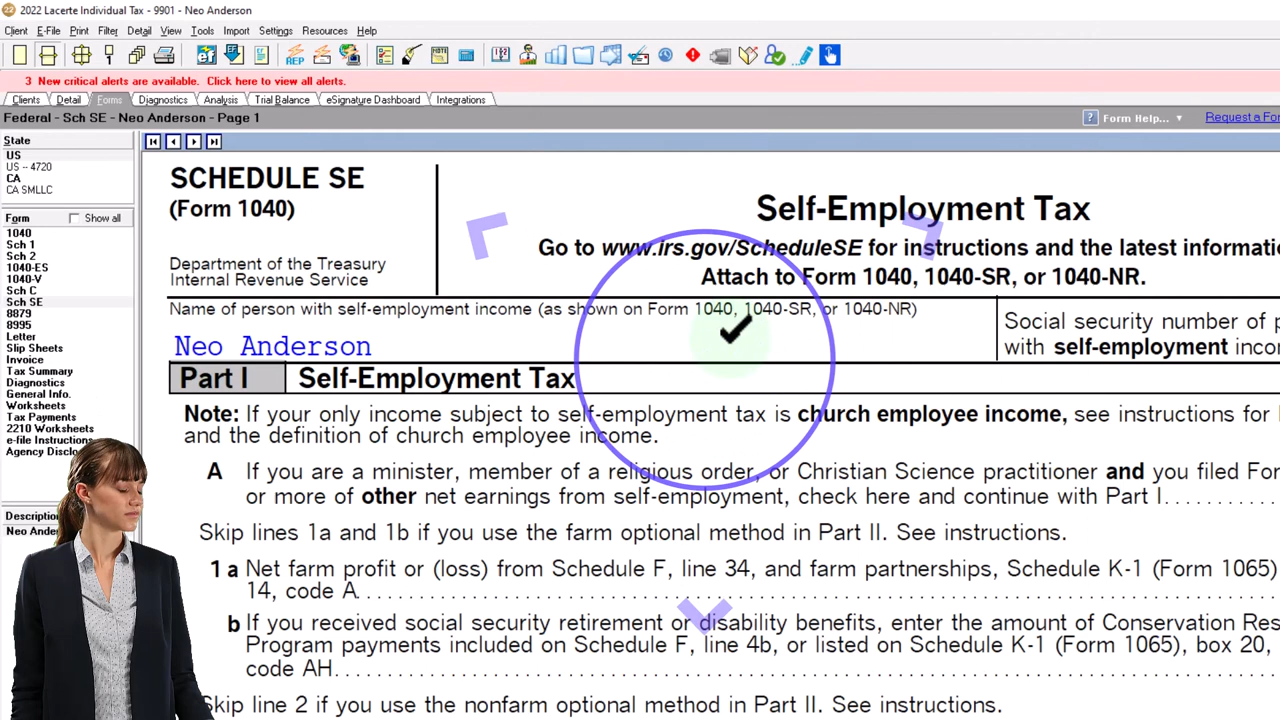 2022 Lacerte Individual Tax - 9901 - Neo Anderson
Client E-File Print Filter Detail View Tools Import Settings Resources Help
3 New critical alerts are available. Click here to view all alerts.
Clients Detail Forms Diagnostics Analysis Trial Balance eSignature Dashboard Integrations
Federal - Sch SE - Neo Anderson - Page 1
Form Help...
Request a For
State
US
US -- 4720
CA
CA SMLLC
Form Show all
1040
Sch 1
Sch 2
1040-ES
1040-V
Sch C
Sch SE
8879
8995
Letter
Slip Sheets
Invoice
Tax Summary
Diagnostics
General Info.
Worksheets
Tax Payments
2210 Worksheets
e-file Instructions
Agency Disclo
Description
Neo Ander
SCHEDULE SE
(Form 1040)
Department of the Treasury
Internal Revenue Service
Self-Employment Tax
Go to www.irs.gov/ScheduleSE for instructions and the latest informati
Attach to Form 1040, 1040-SR, or 1040-NR.
Name of person with self-employment income (as shown on Form 1040, 1040-SR, or 1040-NR)
Neo Anderson
Social security number of p
with self-employment incom
Part I Self-Employment Tax
Note: If your only income subject to self-employment tax is church employee income, see instructions for
and the definition of church employee income.
A If you are a minister, member of a religious order, or Christian Science practitioner and you filed For
or more of other net earnings from self-employment, check here and continue with Part I.
Skip lines 1a and 1b if you use the farm optional method in Part II. See instructions.
1a Net farm profit or (loss) from Schedule F, line 34, and farm partnerships, Schedule K-1 (Form 1065)
14, code A
b If you received social security retirement or disability benefits, enter the amount of Conservation Res
Program payments included on Schedule F, line 4b, or listed on Schedule K-1 (Form 1065), box 20,
code AH
Skip line 2 if you use the nonfarm optional method in Part II. See instructions.